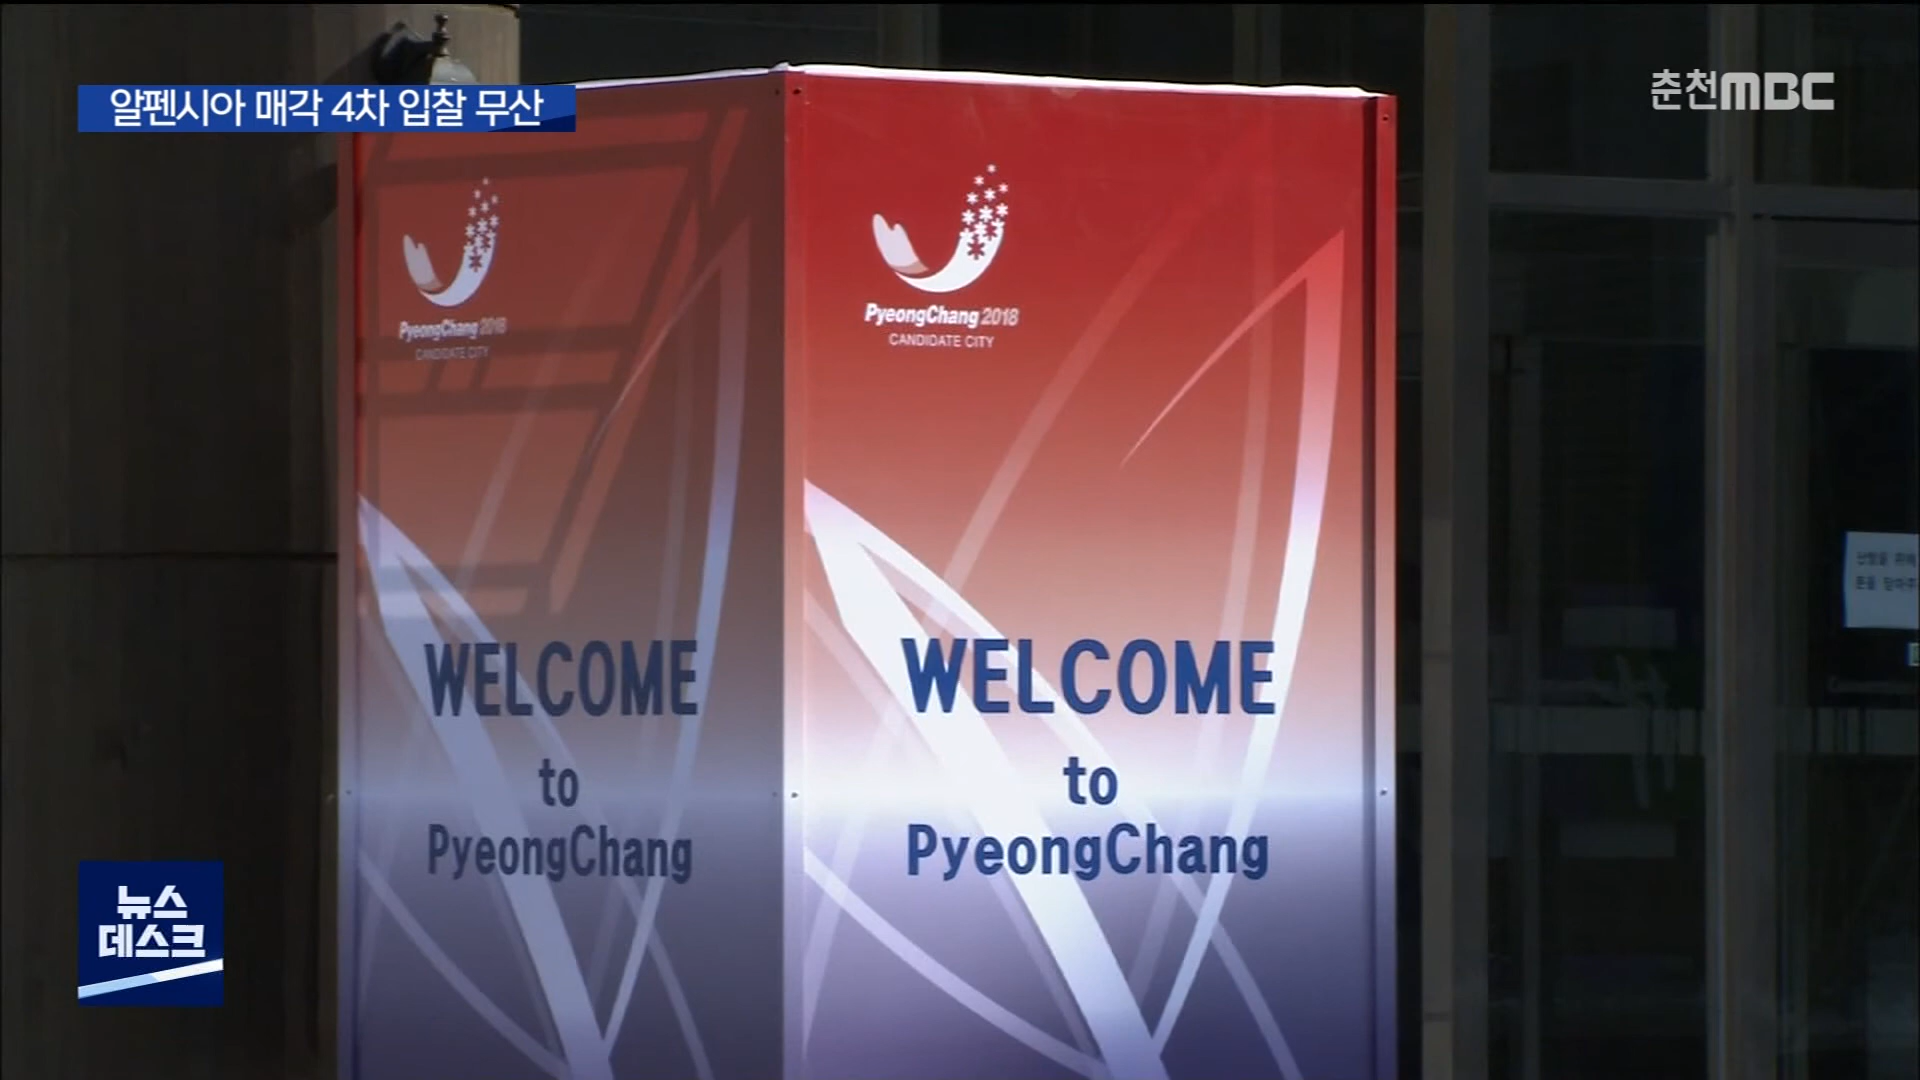 알펜시아 매각 4차 입찰 무산
춘천MBC
PyeongChang 2018
CANDIDATE CITY
PyeongChang 2018
CANDIDATE CITY
WELCOME
to
PyeongChang
WELCOME
to
PyeongChang
뉴스
데스크